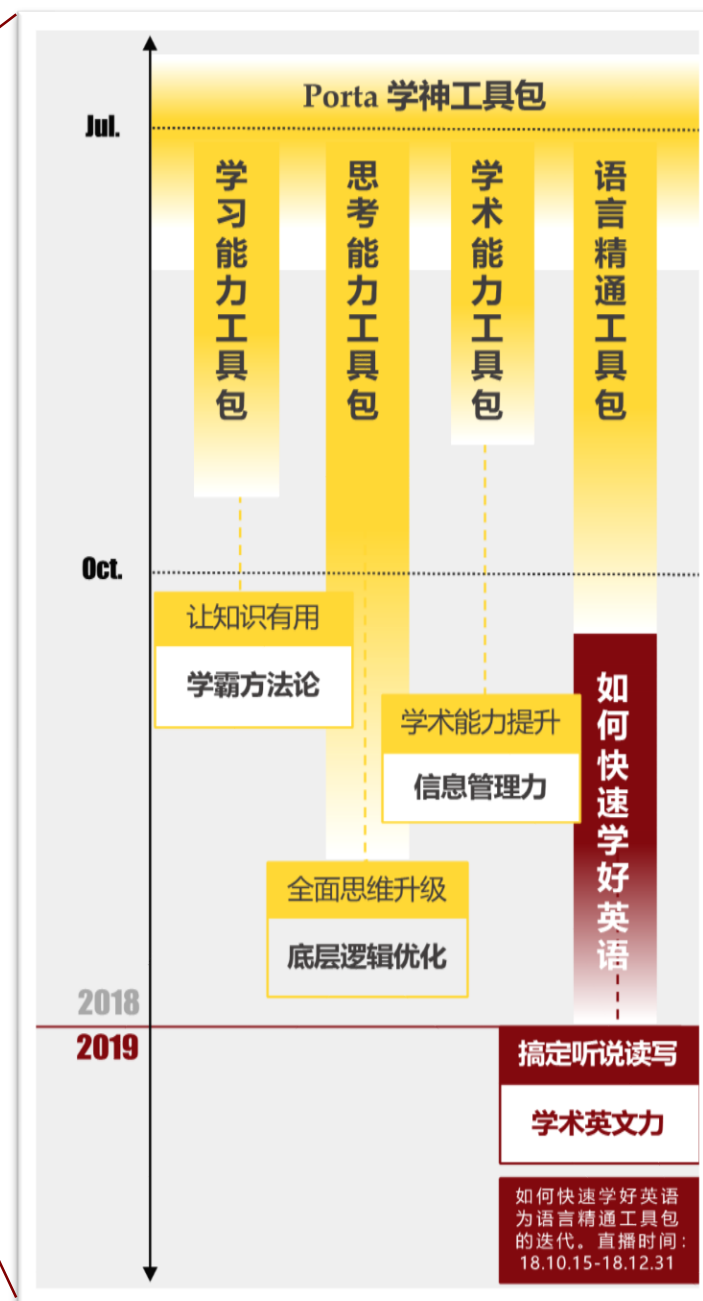 Porta 学神工具包
Jul.
学习能力工具包
思考能力工具包
学术能力工具包
语言精通工具包
Oct.
让知识有用
学霸方法论
学术能力提升
信息管理力
如何快速学好英语
全面思维升级
底层逻辑优化
2018
2019
搞定听说读写
学术英文力
如何快速学好英语
为语言精通工具包
的迭代。直播时间:
18.10.15-18.12.31